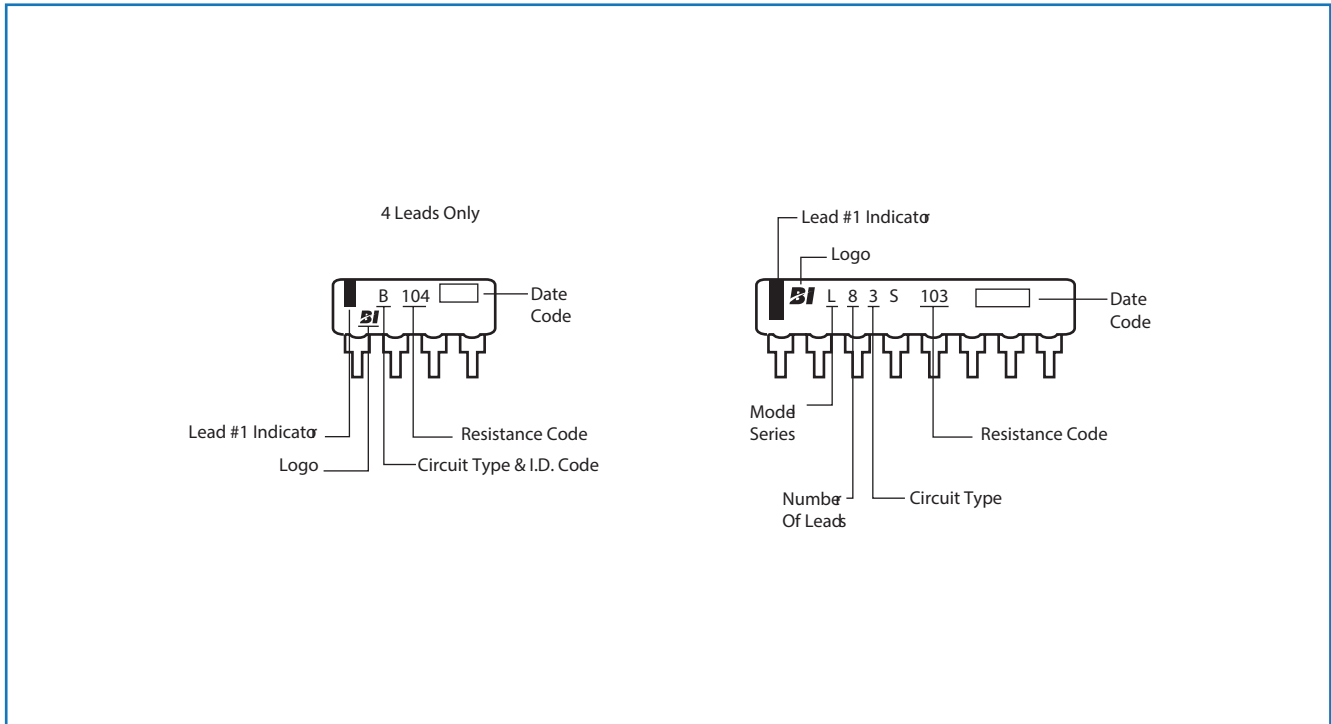 4 Leads Only
B 104
BI
Date
Code
Lead #1 Indicator
Logo
Resistance Code
Circuit Type & I.D. Code
Lead #1 Indicator
Logo
BI L 8 3 S 103
Date
Code
Model
Series
Resistance Code
Number
Of Leads
Circuit Type